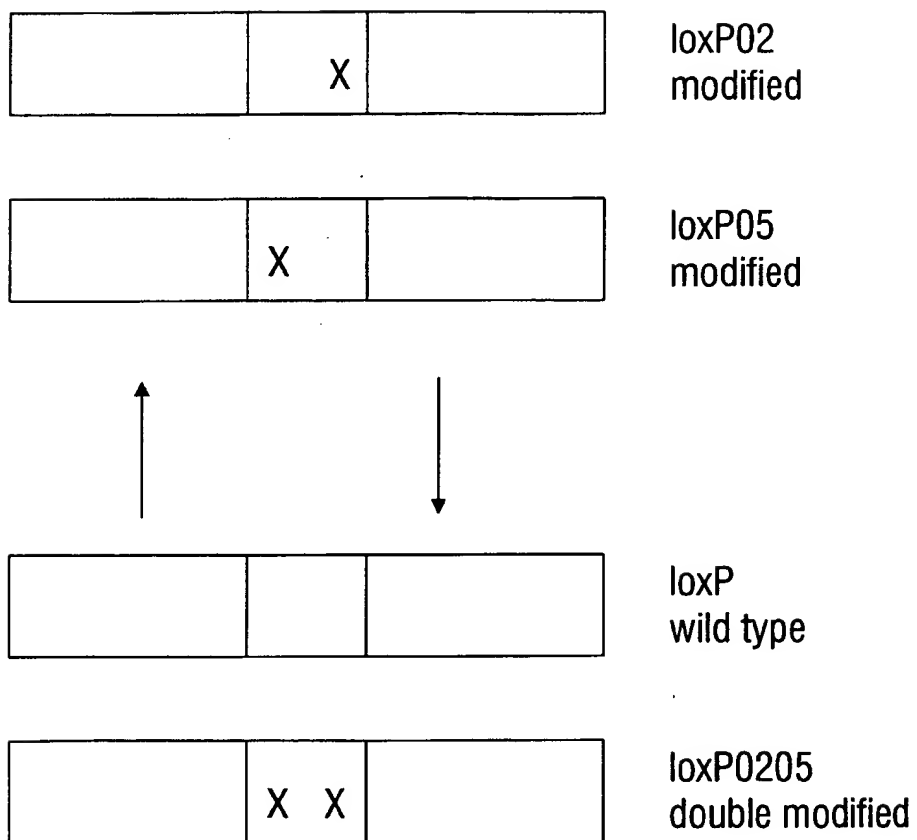 X
loxP02
modified
X
loxP05
modified
loxP
wild type
X X
loxP0205
double modified